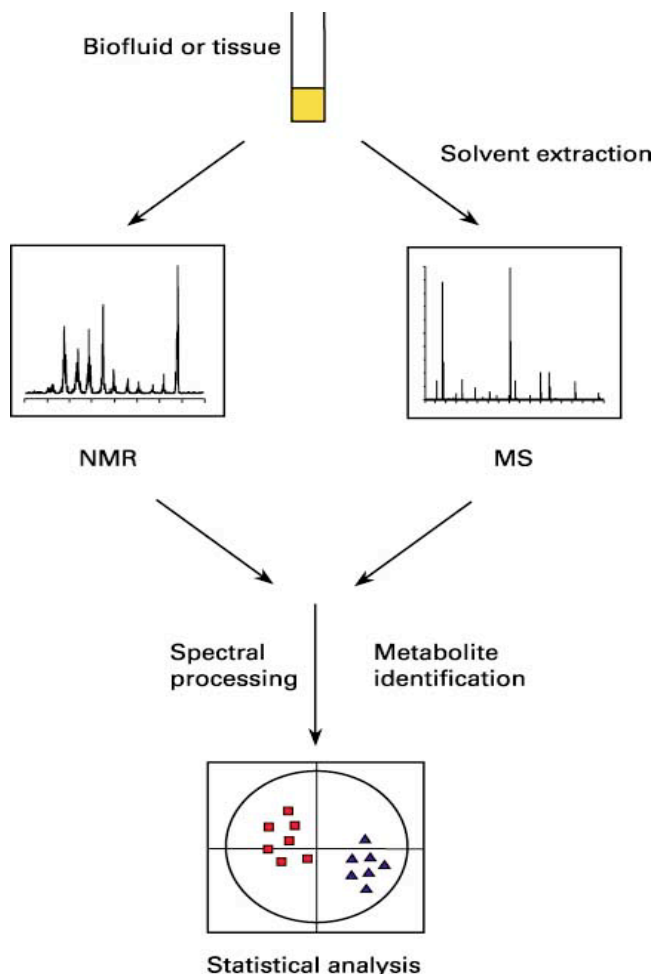 Biofluid or tissue
Solvent extraction
NMR
MS
Spectral
processing
Metabolite
identification
Statistical analysis